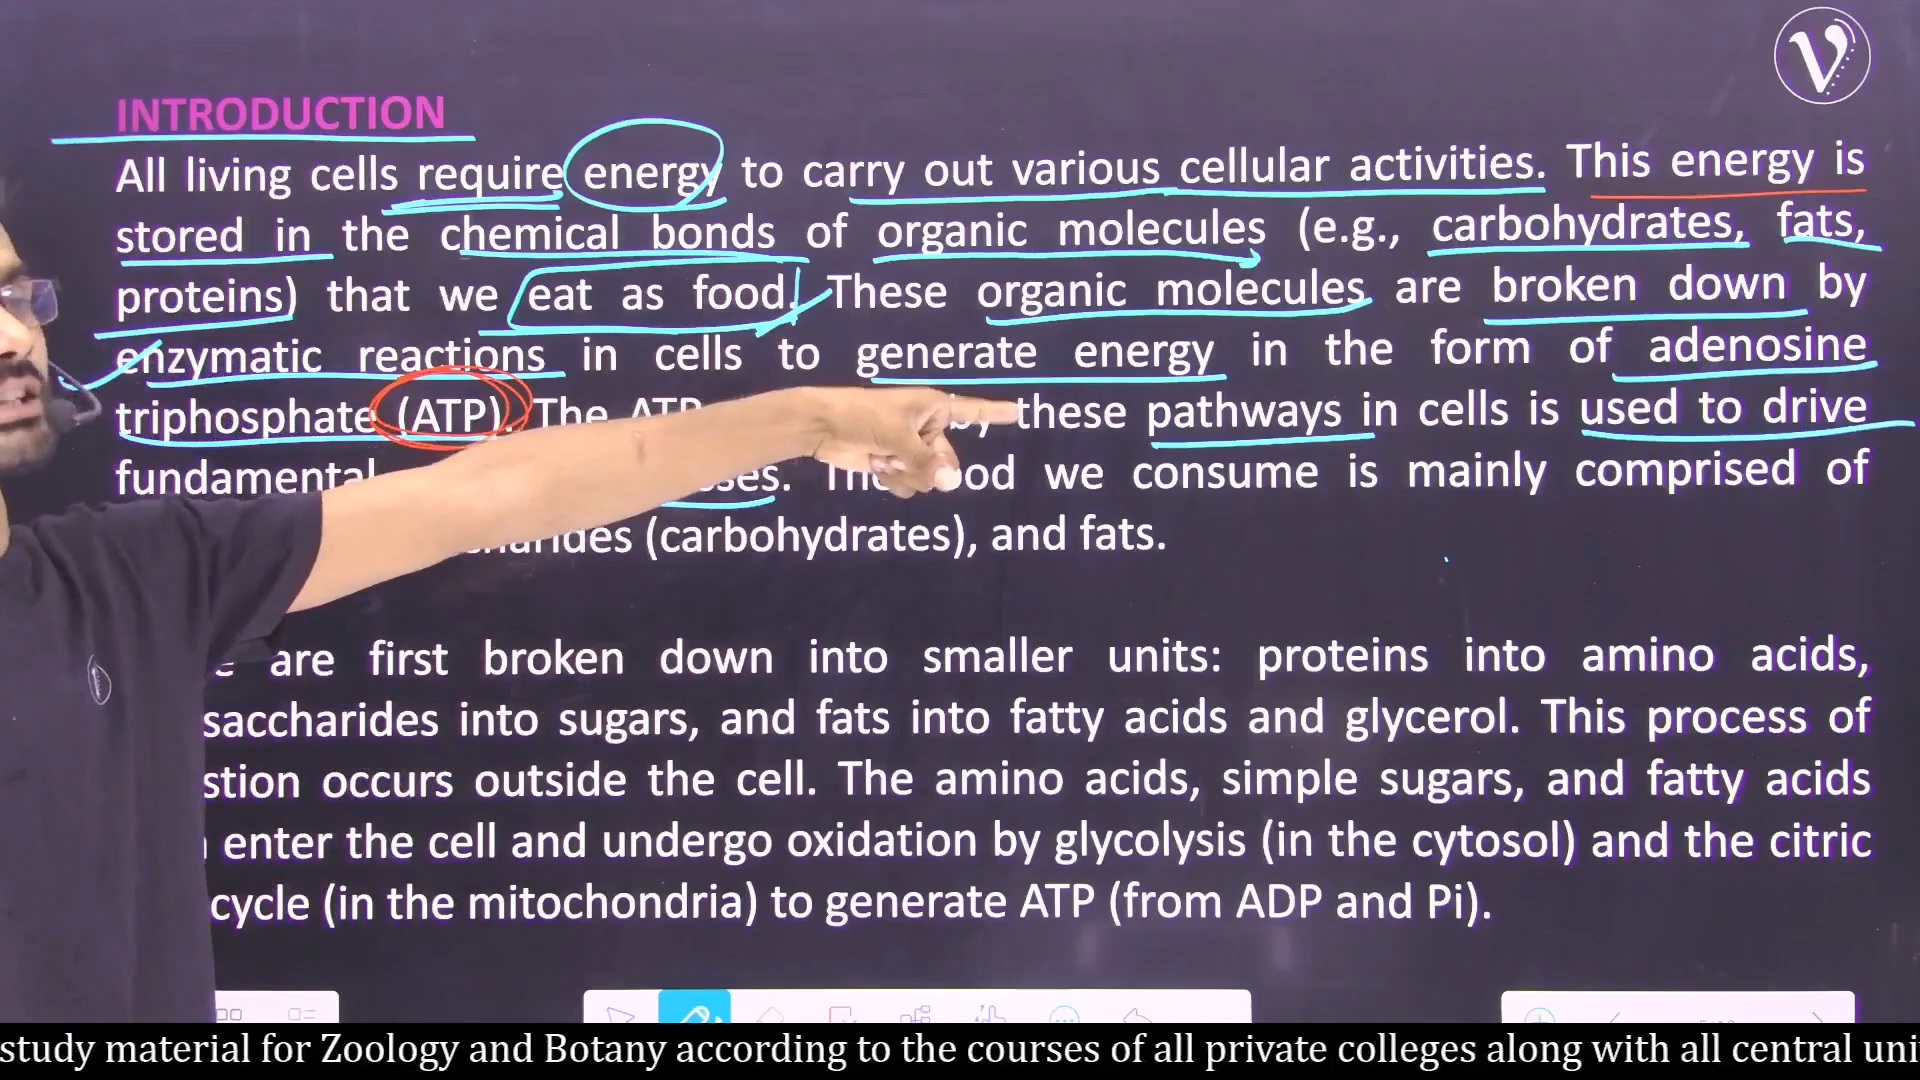 V
INTRODUCTION
All living cells require energy to carry out various cellular activities. This energy is
stored in the chemical bonds of organic molecules (e.g., carbohydrates, fats,
proteins) that we eat as food. These organic molecules are broken down by
enzymatic reactions in cells to generate energy in the form of adenosine
triphosphate (ATP). The ATP by these pathways in cells is used to drive
fundamental The we consume is mainly comprised of
(carbohydrates), and fats.
are first broken down into smaller units: proteins into amino acids,
saccharides into sugars, and fats into fatty acids and glycerol. This process of
stion occurs outside the cell. The amino acids, simple sugars, and fatty acids
enter the cell and undergo oxidation by glycolysis (in the cytosol) and the citric
cycle (in the mitochondria) to generate ATP (from ADP and Pi).
study material for Zoology and Botany according to the courses of all private colleges along with all central uni